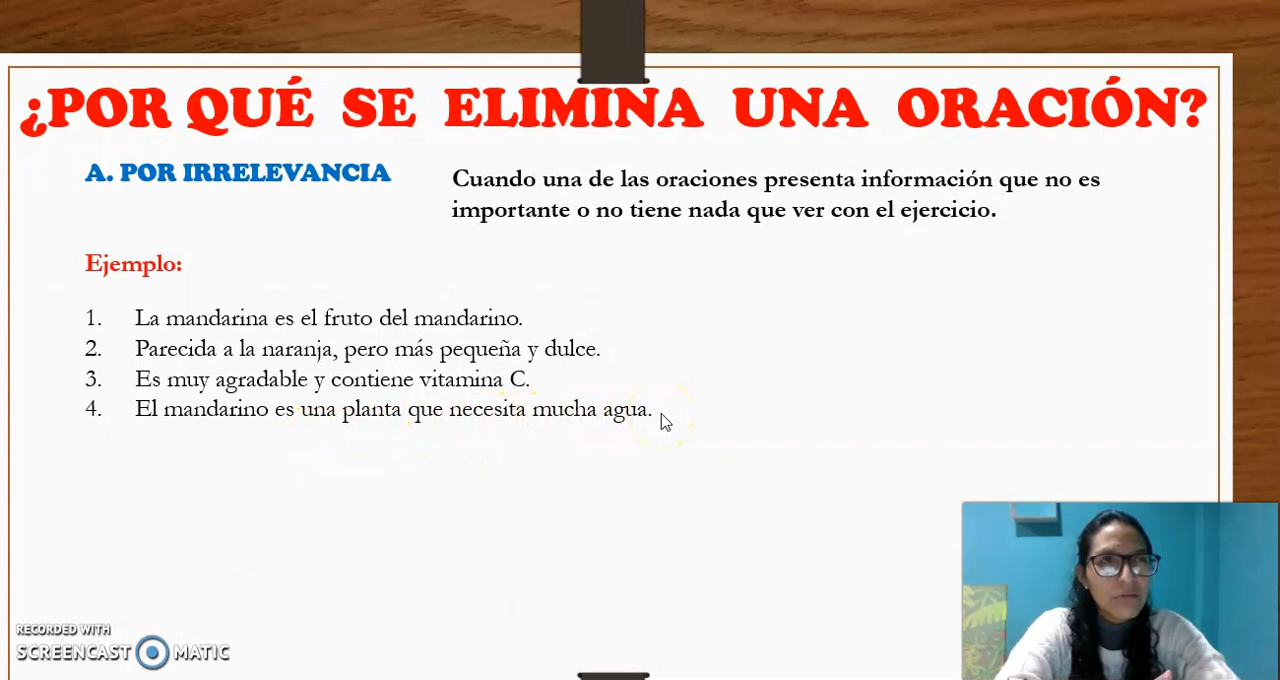 ¿POR QUÉ SE ELIMINA UNA ORACIÓN?
A. POR IRRELEVANCIA
Cuando una de las oraciones presenta información que no es
importante o no tiene nada que ver con el ejercicio.
Ejemplo:
1. La mandarina es el fruto del mandarino.
2. Parecida a la naranja, pero más pequeña y dulce.
3. Es muy agradable y contiene vitamina C.
4. El mandarino es una planta que necesita mucha agua.
RECORDED WITH
SCREENCAST MATIC